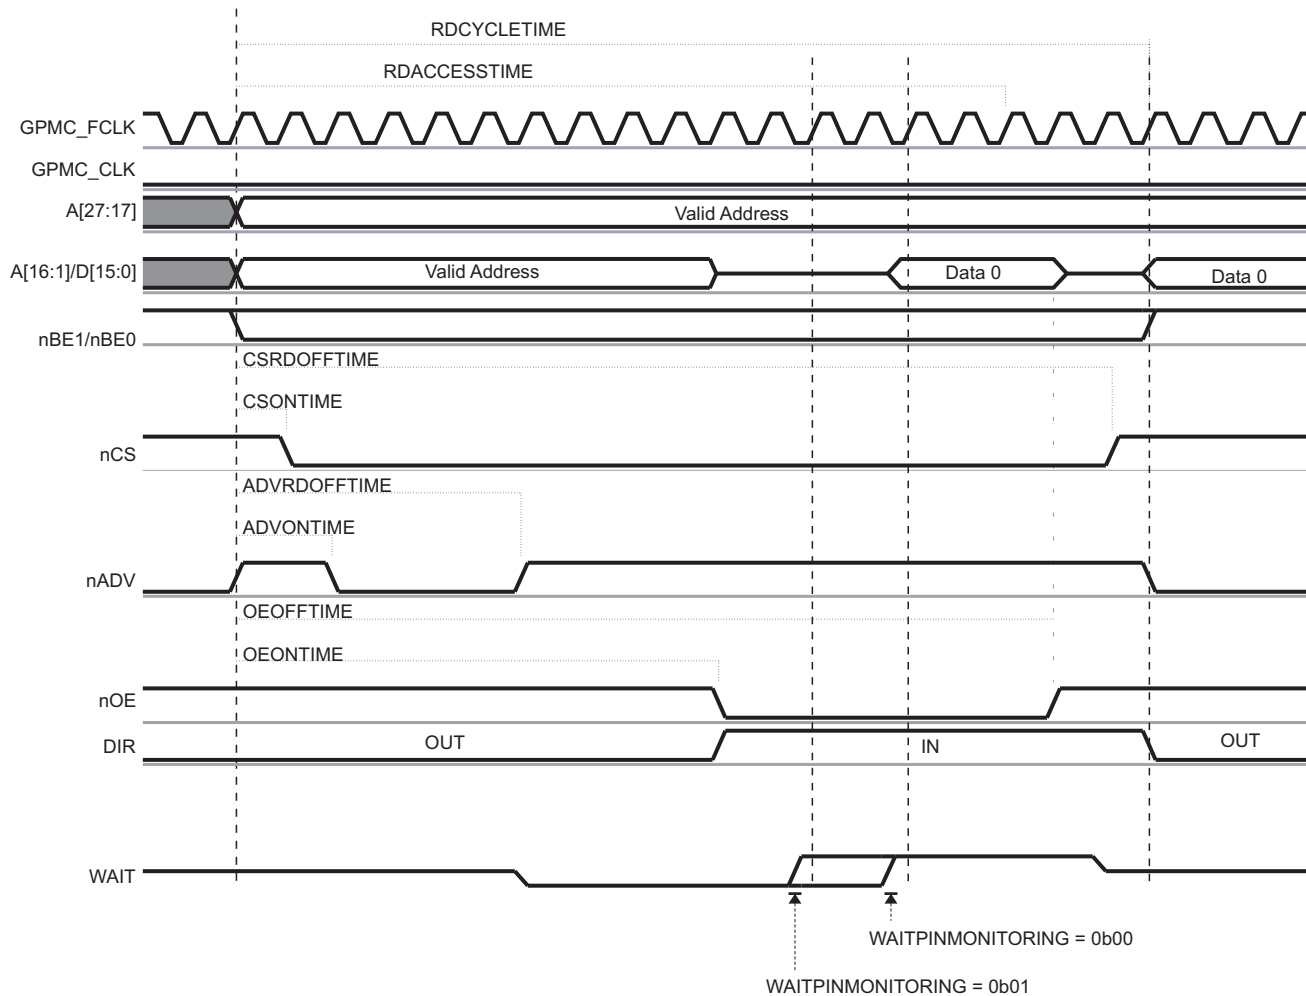 RDCYCLETIME
RDACCESSTIME
GPMC_FCLK
GPMC_CLK
A[27:17]
Valid Address
A[16:1]/D[15:0]
Valid Address
Data 0
Data 0
nBE1/nBE0
CSRDOFFTIME
CSONTIME
nCS
ADVRDOFFTIME
ADVONTIME
nADV
OEOFFTIME
OEONTIME
nOE
DIR
OUT
IN
OUT
WAIT
WAITPINMONITORING = 0b00
WAITPINMONITORING = 0b01